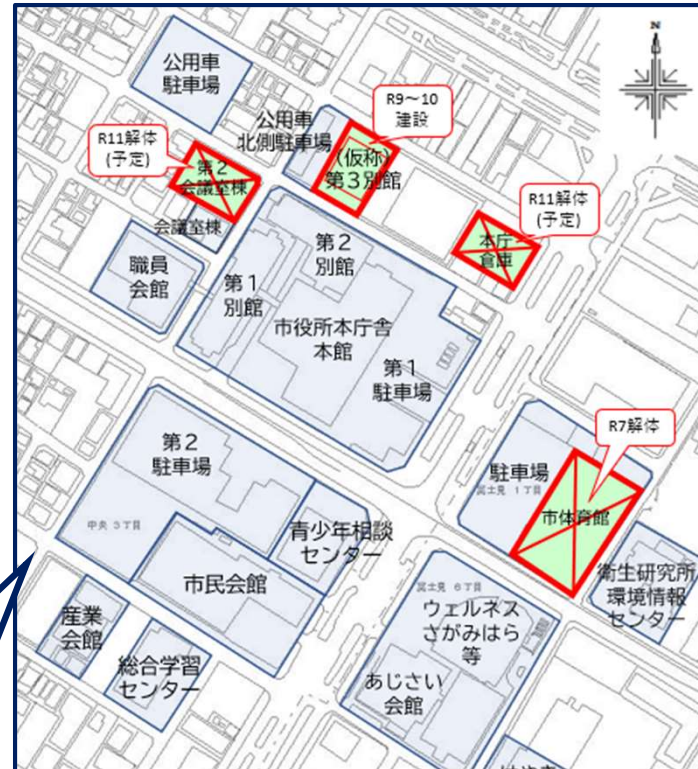 N
公用車
駐車場
R9～10
建設
公用車
北側駐車場
(仮称)
第3別館
R11解体
(予定)
第2
会議室棟
会議室棟
R11解体
(予定)
本庁
倉庫
職員
会館
第1
別館
第2
別館
市役所本庁舎
本館
第1
駐車場
R7解体
駐車場
富士見 1丁目
市体育館
第2
駐車場
中央 3丁目
青少年相談
センター
市民会館
衛生研究所
環境情報
センター
富士見 6丁目
ウェルネス
さがみはら
等
あじさい
会館
産業
会館
総合学習
センター